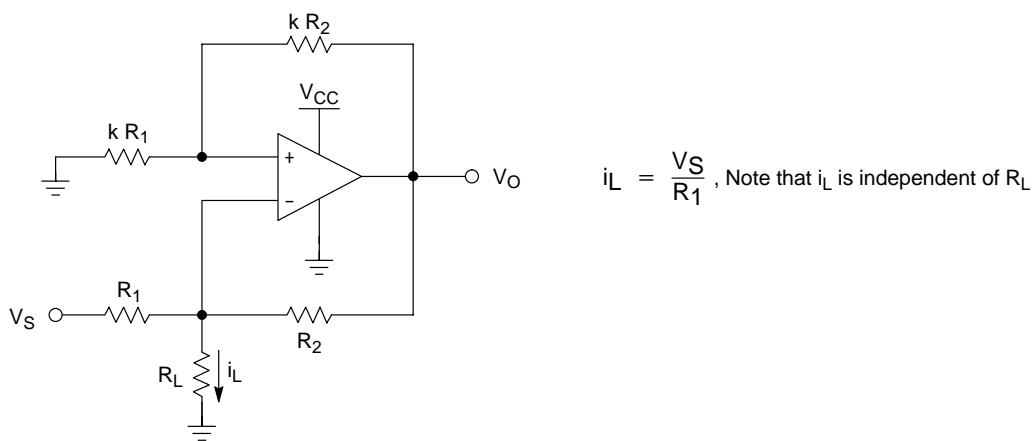 k R2
VCC
k R1
+
−
VO
iL = VS/R1 , Note that iL is independent of RL
R1
VS
R2
RL
iL